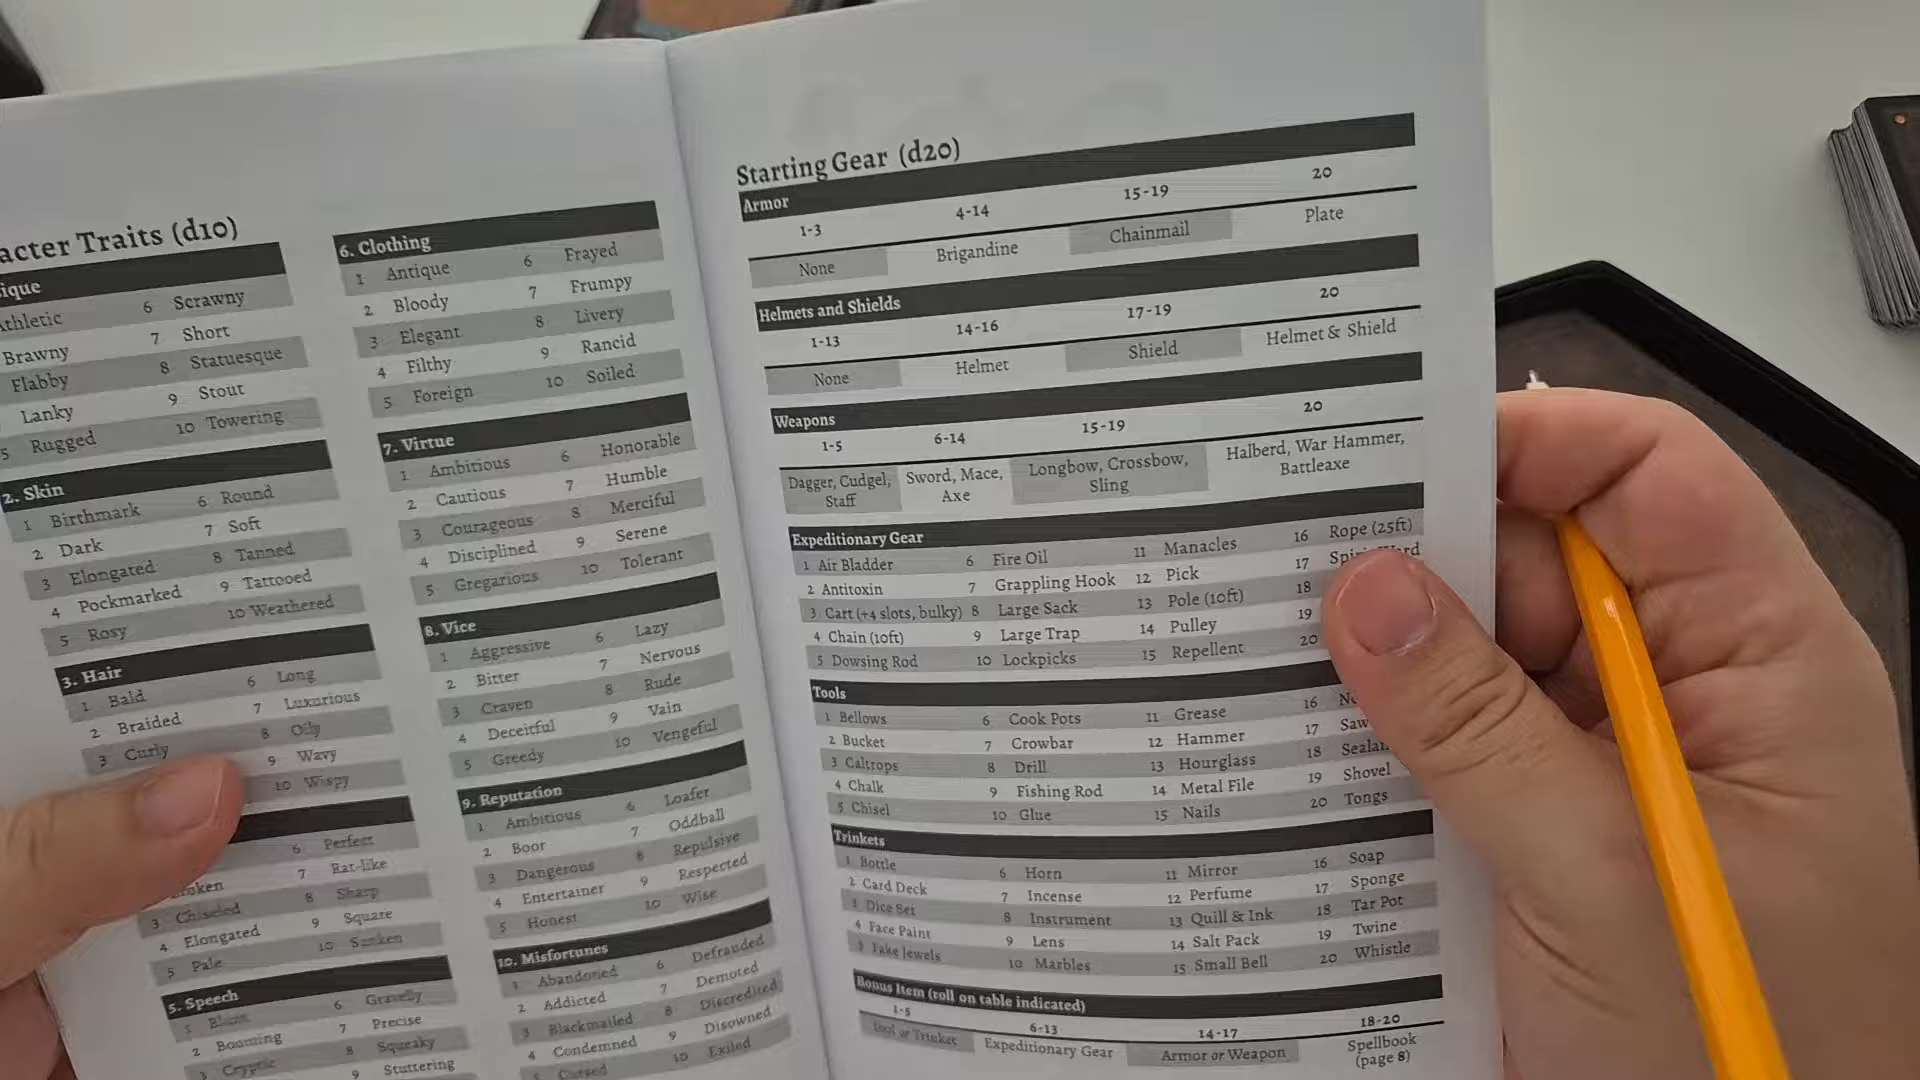 acter Traits (d10)
ique
Athletic 6 Scrawny
Brawny 7 Short
Flabby 8 Statuesque
Lanky 9 Stout
5 Rugged 10 Towering
2. Skin
1 Birthmark 6 Round
2 Dark 7 Soft
3 Elongated 8 Tanned
4 Pockmarked 9 Tattooed
5 Rosy 10 Weathered
3. Hair
1 Bald 6 Long
2 Braided 7 Luxurious
3 Curly 8 Oily
9 Wavy
10 Wispy
6 Perfect
7 Rat-like
3 Chiseled 8 Sharp
4 Elongated 9 Square
5 Pale 10 Sunken
5. Speech
6 Gravelly
2 Booming 7 Precise
3 Cryptic 8 Squeaky
9 Stuttering
6. Clothing
1 Antique 6 Frayed
2 Bloody 7 Frumpy
3 Elegant 8 Livery
4 Filthy 9 Rancid
5 Foreign 10 Soiled
7. Virtue
1 Ambitious 6 Honorable
2 Cautious 7 Humble
3 Courageous 8 Merciful
4 Disciplined 9 Serene
5 Gregarious 10 Tolerant
8. Vice
1 Aggressive 6 Lazy
2 Bitter 7 Nervous
3 Craven 8 Rude
4 Deceitful 9 Vain
5 Greedy 10 Vengeful
9. Reputation
1 Ambitious 6 Loafer
2 Boor 7 Oddball
3 Dangerous 8 Repulsive
4 Entertainer 9 Respected
5 Honest 10 Wise
10. Misfortunes
1 Abandoned 6 Defrauded
2 Addicted 7 Demoted
3 Blackmailed 8 Discredited
4 Condemned 9 Disowned
5 Cursed 10 Exiled
Starting Gear (d20)
Armor
1-3 4-14 15-19 20
None Brigandine Chainmail Plate
Helmets and Shields
1-13 14-16 17-19 20
None Helmet Shield Helmet & Shield
Weapons
1-5 6-14 15-19 20
Dagger, Cudgel, Sword, Mace, Longbow, Crossbow, Halberd, War Hammer,
Staff Axe Sling Battleaxe
Expeditionary Gear
1 Air Bladder 6 Fire Oil 11 Manacles 16 Rope (25ft)
2 Antitoxin 7 Grappling Hook 12 Pick 17
3 Cart (+4 slots, bulky) 8 Large Sack 13 Pole (10ft) 18
4 Chain (10ft) 9 Large Trap 14 Pulley 19
5 Dowsing Rod 10 Lockpicks 15 Repellent 20
Tools
1 Bellows 6 Cook Pots 11 Grease 16
2 Bucket 7 Crowbar 12 Hammer 17 Saw
3 Caltrops 8 Drill 13 Hourglass 18 Sealan
4 Chalk 9 Fishing Rod 14 Metal File 19 Shovel
5 Chisel 10 Glue 15 Nails 20 Tongs
Trinkets
1 Bottle 6 Horn 11 Mirror 16 Soap
2 Card Deck 7 Incense 12 Perfume 17 Sponge
3 Dice Set 8 Instrument 13 Quill & Ink 18 Tar Pot
4 Face Paint 9 Lens 14 Salt Pack 19 Twine
5 Fake Jewels 10 Marbles 15 Small Bell 20 Whistle
Bonus Item (roll on table indicated)
1-5 6-13 14-17 18-20
Tool or Trinket Expeditionary Gear Armor or Weapon Spellbook
(page 8)